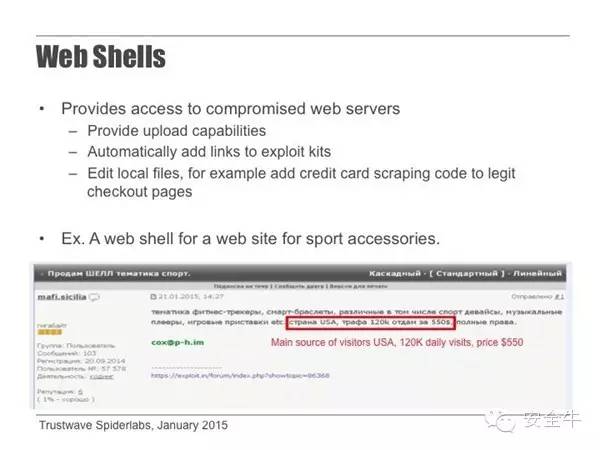 Web Shells
• Provides access to compromised web servers
– Provide upload capabilities
– Automatically add links to exploit kits
– Edit local files, for example add credit card scraping code to legit
checkout pages
• Ex. A web shell for a web site for sport accessories.
Продам ШЕЛЛ тематика спорт.
Каскадный · [ Стандартный ] · Линейный
Подписка на тему | Сообщить другу | Версия для печати
mafi.sicilia
21.01.2015, 14:27
Отправлено #1
тематика фитнес-трекеры, смарт-браслеты, различные в том числе спорт девайсы, музыкальные
плееры, игровые приставки etc. страна USA, трафа 120k отдам за 550$, полные права.
гигабайт
cox@p-h.im
Main source of visitors USA, 120K daily visits, price $550
Группа: Пользователь
Сообщений: 103
Регистрация: 20.09.2014
Пользователь №: 57 578
Деятельность: кодинг
https://exploit.in/forum/index.php?showtopic=86368
Репутация: 6
( 1% - хорошо )
Trustwave Spiderlabs, January 2015
安全牛